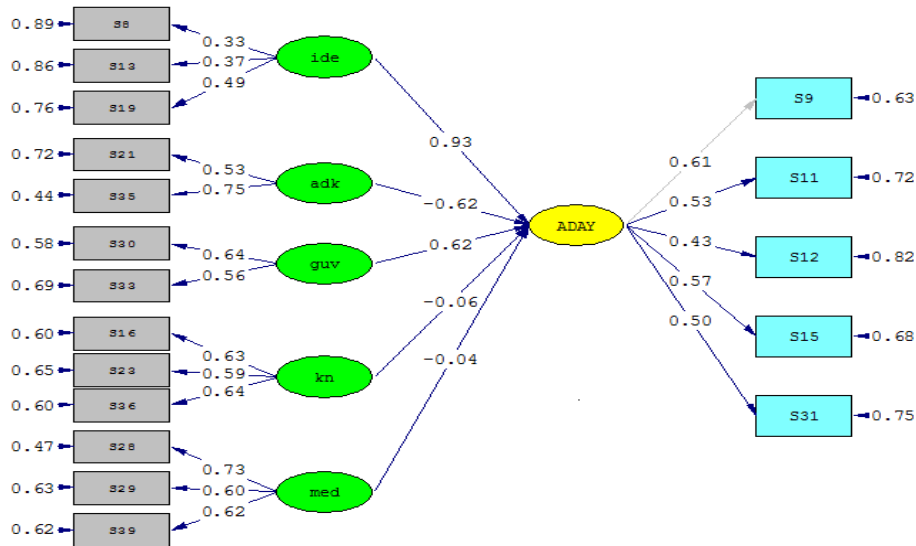 0.89 S8 0.33
0.86 S13 0.37 ide
0.76 S19 0.49
0.72 S21 0.53
0.44 S35 0.75 adk
0.58 S30 0.64
0.69 S33 0.56 guv
0.60 S16 0.63
0.65 S23 0.59 kn
0.60 S36 0.64
0.47 S28 0.73
0.63 S29 0.60 med
0.62 S39 0.62
0.93
-0.62
0.62
-0.06
-0.04
ADAY
0.61 S9 0.63
0.53 S11 0.72
0.43 S12 0.82
0.57 S15 0.68
0.50 S31 0.75